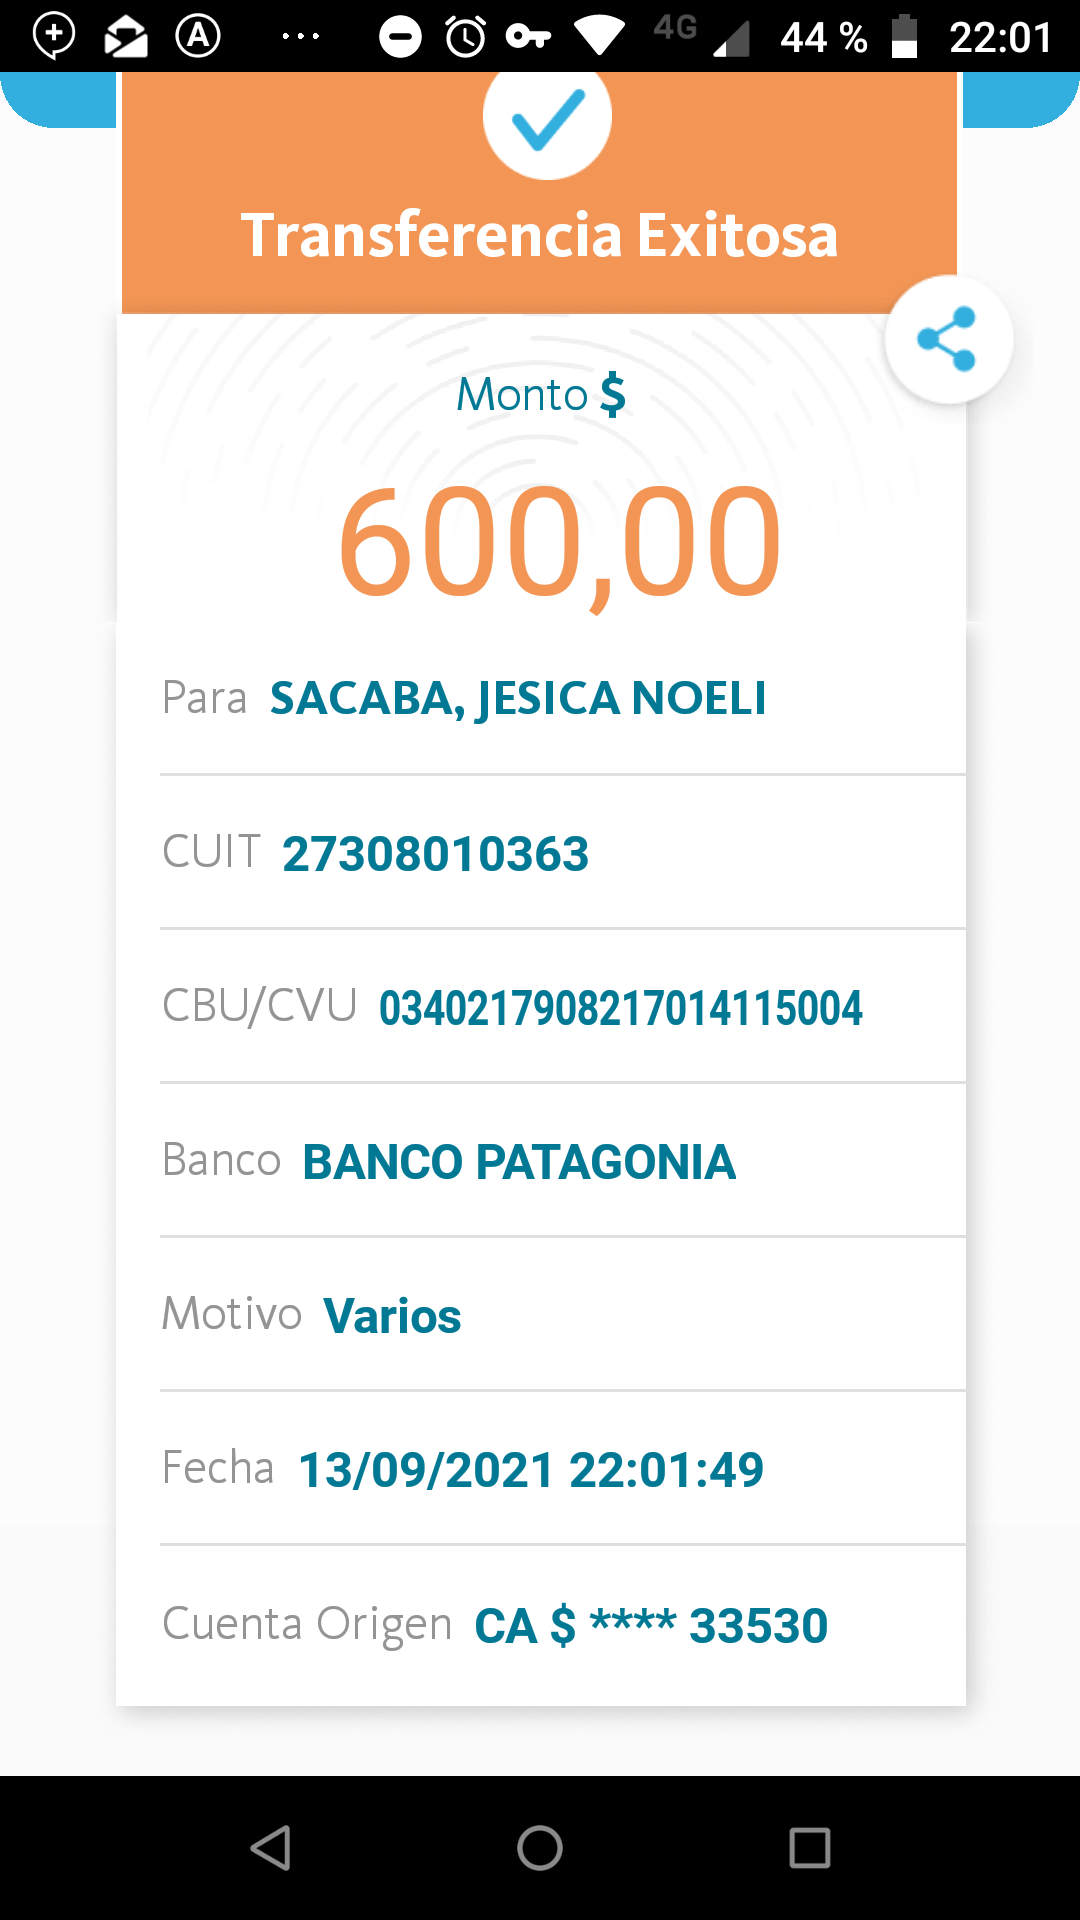 4G 44 % 22:01
Transferencia Exitosa
Monto $
600,00
Para SACABA, JESICA NOELI
CUIT 27308010363
CBU/CVU 0340217908217014115004
Banco BANCO PATAGONIA
Motivo Varios
Fecha 13/09/2021 22:01:49
Cuenta Origen CA $ **** 33530